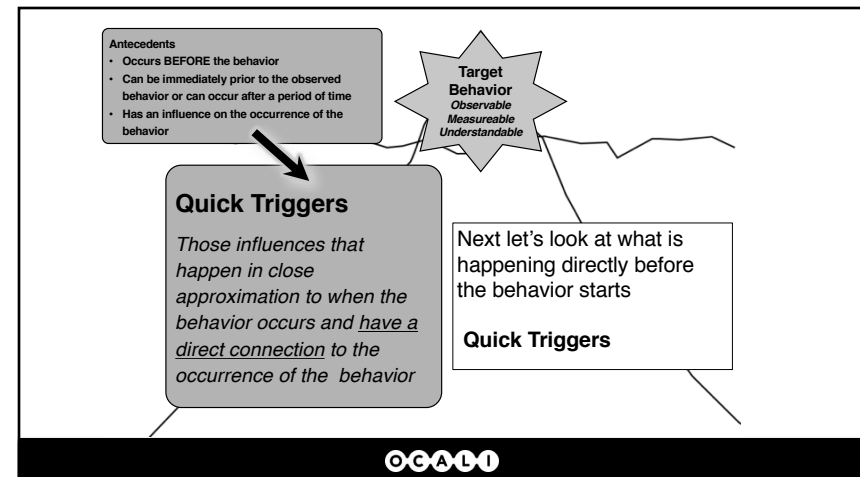 Antecedents
• Occurs BEFORE the behavior
• Can be immediately prior to the observed
behavior or can occur after a period of time
• Has an influence on the occurrence of the
behavior
Target
Behavior
Observable
Measureable
Understandable
Quick Triggers
Those influences that
happen in close
approximation to when the
behavior occurs and have a
direct connection to the
occurrence of the behavior
Next let's look at what is
happening directly before
the behavior starts
Quick Triggers
OCALI